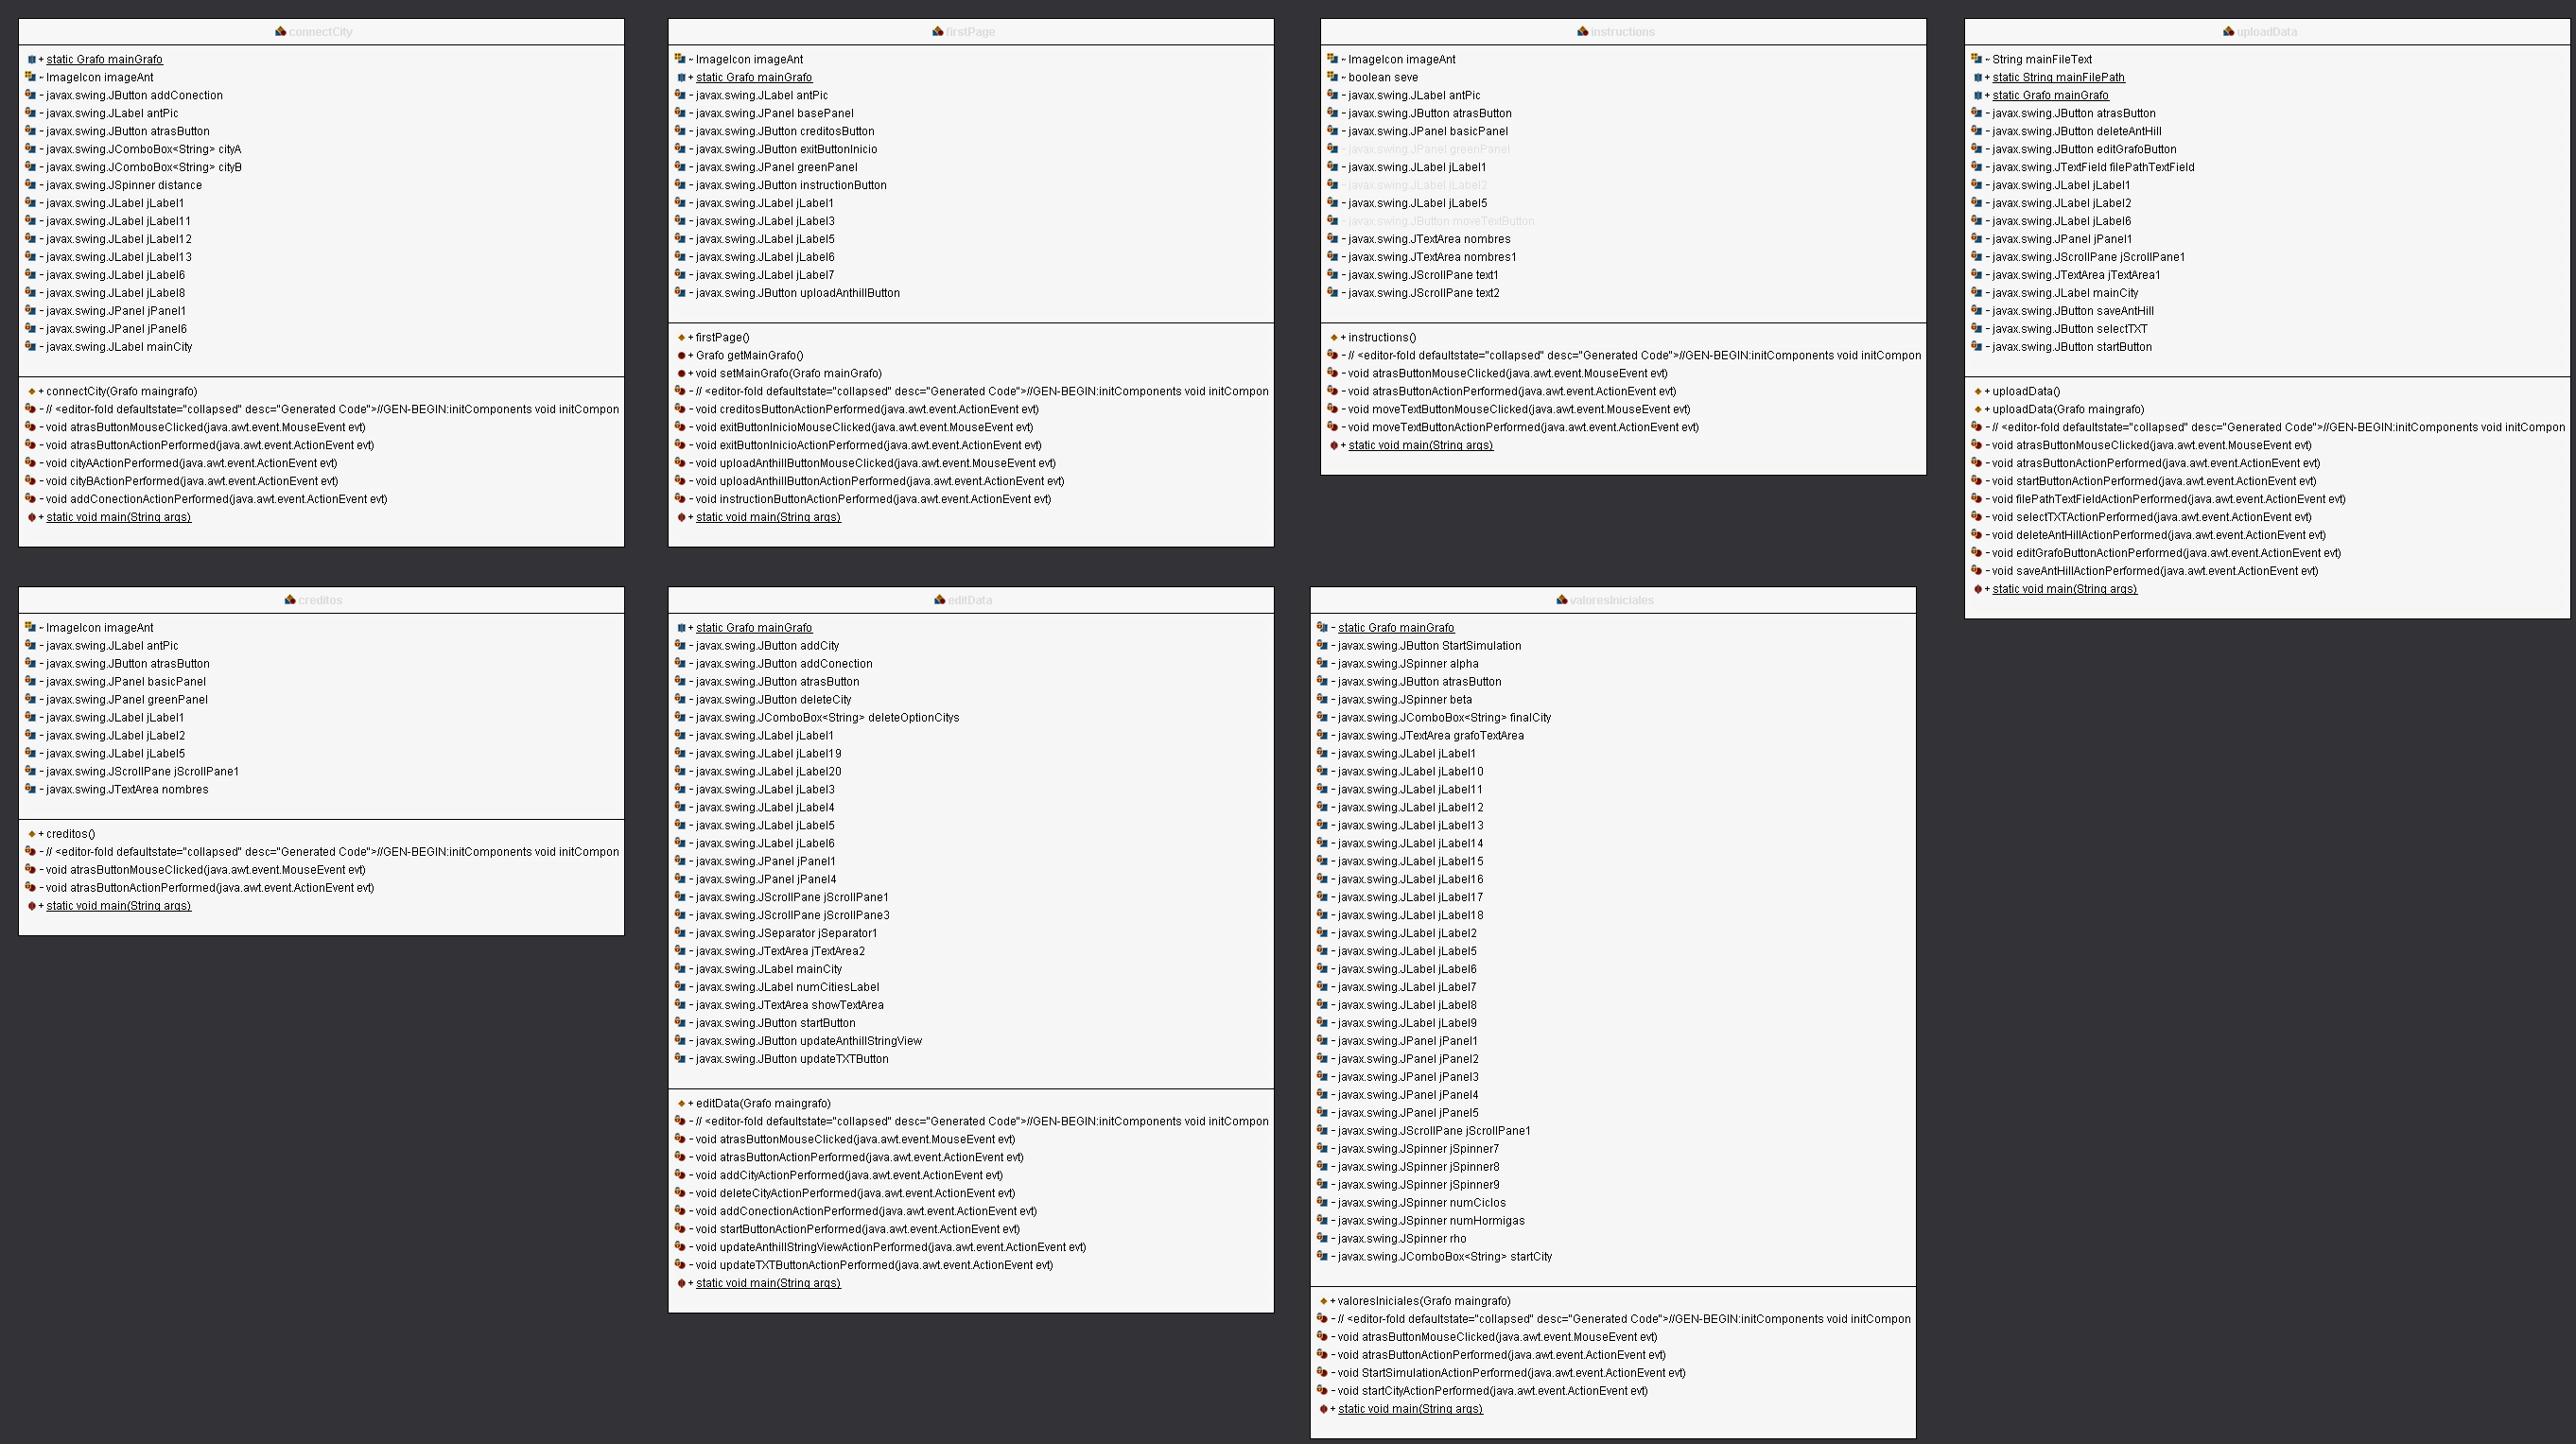 connectCity
+ static Grafo mainGrafo
~ ImageIcon imageAnt
- javax.swing.JButton addConection
- javax.swing.JLabel antPic
- javax.swing.JButton atrasButton
- javax.swing.JComboBox<String> cityA
- javax.swing.JComboBox<String> cityB
- javax.swing.JSpinner distance
- javax.swing.JLabel jLabel1
- javax.swing.JLabel jLabel11
- javax.swing.JLabel jLabel12
- javax.swing.JLabel jLabel13
- javax.swing.JLabel jLabel6
- javax.swing.JLabel jLabel8
- javax.swing.JPanel jPanel1
- javax.swing.JPanel jPanel6
- javax.swing.JLabel mainCity
+ connectCity(Grafo maingrafo)
- // <editor-fold defaultstate="collapsed" desc="Generated Code">//GEN-BEGIN:initComponents void initCompon
- void atrasButtonMouseClicked(java.awt.event.MouseEvent evt)
- void atrasButtonActionPerformed(java.awt.event.ActionEvent evt)
- void cityAActionPerformed(java.awt.event.ActionEvent evt)
- void cityBActionPerformed(java.awt.event.ActionEvent evt)
- void addConectionActionPerformed(java.awt.event.ActionEvent evt)
+ static void main(String args)
firstPage
~ ImageIcon imageAnt
+ static Grafo mainGrafo
- javax.swing.JLabel antPic
- javax.swing.JPanel basePanel
- javax.swing.JButton creditosButton
- javax.swing.JButton exitButtonInicio
- javax.swing.JPanel greenPanel
- javax.swing.JButton instructionButton
- javax.swing.JLabel jLabel1
- javax.swing.JLabel jLabel3
- javax.swing.JLabel jLabel5
- javax.swing.JLabel jLabel6
- javax.swing.JLabel jLabel7
- javax.swing.JButton uploadAnthillButton
+ firstPage()
+ Grafo getMainGrafo()
+ void setMainGrafo(Grafo mainGrafo)
- // <editor-fold defaultstate="collapsed" desc="Generated Code">//GEN-BEGIN:initComponents void initCompon
- void creditosButtonActionPerformed(java.awt.event.ActionEvent evt)
- void exitButtonInicioMouseClicked(java.awt.event.MouseEvent evt)
- void exitButtonInicioActionPerformed(java.awt.event.ActionEvent evt)
- void uploadAnthillButtonMouseClicked(java.awt.event.MouseEvent evt)
- void uploadAnthillButtonActionPerformed(java.awt.event.ActionEvent evt)
- void instructionButtonActionPerformed(java.awt.event.ActionEvent evt)
+ static void main(String args)
instructions
~ ImageIcon imageAnt
~ boolean seve
- javax.swing.JLabel antPic
- javax.swing.JButton atrasButton
- javax.swing.JPanel basicPanel
- javax.swing.JPanel greenPanel
- javax.swing.JLabel jLabel1
- javax.swing.JLabel jLabel2
- javax.swing.JLabel jLabel5
- javax.swing.JButton moveTextButton
- javax.swing.JTextArea nombres
- javax.swing.JTextArea nombres1
- javax.swing.JScrollPane text1
- javax.swing.JScrollPane text2
+ instructions()
- // <editor-fold defaultstate="collapsed" desc="Generated Code">//GEN-BEGIN:initComponents void initCompon
- void atrasButtonMouseClicked(java.awt.event.MouseEvent evt)
- void atrasButtonActionPerformed(java.awt.event.ActionEvent evt)
- void moveTextButtonMouseClicked(java.awt.event.MouseEvent evt)
- void moveTextButtonActionPerformed(java.awt.event.ActionEvent evt)
+ static void main(String args)
uploadData
~ String mainFileText
+ static String mainFilePath
+ static Grafo mainGrafo
- javax.swing.JButton atrasButton
- javax.swing.JButton deleteAntHill
- javax.swing.JButton editGrafoButton
- javax.swing.JTextField filePathTextField
- javax.swing.JLabel jLabel1
- javax.swing.JLabel jLabel2
- javax.swing.JLabel jLabel6
- javax.swing.JPanel jPanel1
- javax.swing.JScrollPane jScrollPane1
- javax.swing.JTextArea jTextArea1
- javax.swing.JLabel mainCity
- javax.swing.JButton saveAntHill
- javax.swing.JButton selectTXT
- javax.swing.JButton startButton
+ uploadData()
+ uploadData(Grafo maingrafo)
- // <editor-fold defaultstate="collapsed" desc="Generated Code">//GEN-BEGIN:initComponents void initCompon
- void atrasButtonMouseClicked(java.awt.event.MouseEvent evt)
- void atrasButtonActionPerformed(java.awt.event.ActionEvent evt)
- void startButtonActionPerformed(java.awt.event.ActionEvent evt)
- void filePathTextFieldActionPerformed(java.awt.event.ActionEvent evt)
- void selectTXTActionPerformed(java.awt.event.ActionEvent evt)
- void deleteAntHillActionPerformed(java.awt.event.ActionEvent evt)
- void editGrafoButtonActionPerformed(java.awt.event.ActionEvent evt)
- void saveAntHillActionPerformed(java.awt.event.ActionEvent evt)
+ static void main(String args)
creditos
~ ImageIcon imageAnt
- javax.swing.JLabel antPic
- javax.swing.JButton atrasButton
- javax.swing.JPanel basicPanel
- javax.swing.JPanel greenPanel
- javax.swing.JLabel jLabel1
- javax.swing.JLabel jLabel2
- javax.swing.JLabel jLabel5
- javax.swing.JScrollPane jScrollPane1
- javax.swing.JTextArea nombres
+ creditos()
- // <editor-fold defaultstate="collapsed" desc="Generated Code">//GEN-BEGIN:initComponents void initCompon
- void atrasButtonMouseClicked(java.awt.event.MouseEvent evt)
- void atrasButtonActionPerformed(java.awt.event.ActionEvent evt)
+ static void main(String args)
editData
+ static Grafo mainGrafo
- javax.swing.JButton addCity
- javax.swing.JButton addConection
- javax.swing.JButton atrasButton
- javax.swing.JButton deleteCity
- javax.swing.JComboBox<String> deleteOptionCitys
- javax.swing.JLabel jLabel1
- javax.swing.JLabel jLabel19
- javax.swing.JLabel jLabel20
- javax.swing.JLabel jLabel3
- javax.swing.JLabel jLabel4
- javax.swing.JLabel jLabel5
- javax.swing.JLabel jLabel6
- javax.swing.JPanel jPanel1
- javax.swing.JPanel jPanel4
- javax.swing.JScrollPane jScrollPane1
- javax.swing.JScrollPane jScrollPane3
- javax.swing.JSeparator jSeparator1
- javax.swing.JTextArea jTextArea2
- javax.swing.JLabel mainCity
- javax.swing.JLabel numCitiesLabel
- javax.swing.JTextArea showTextArea
- javax.swing.JButton startButton
- javax.swing.JButton updateAnthillStringView
- javax.swing.JButton updateTXTButton
+ editData(Grafo maingrafo)
- // <editor-fold defaultstate="collapsed" desc="Generated Code">//GEN-BEGIN:initComponents void initCompon
- void atrasButtonMouseClicked(java.awt.event.MouseEvent evt)
- void atrasButtonActionPerformed(java.awt.event.ActionEvent evt)
- void addCityActionPerformed(java.awt.event.ActionEvent evt)
- void deleteCityActionPerformed(java.awt.event.ActionEvent evt)
- void addConectionActionPerformed(java.awt.event.ActionEvent evt)
- void startButtonActionPerformed(java.awt.event.ActionEvent evt)
- void updateAnthillStringViewActionPerformed(java.awt.event.ActionEvent evt)
- void updateTXTButtonActionPerformed(java.awt.event.ActionEvent evt)
+ static void main(String args)
valoresIniciales
- static Grafo mainGrafo
- javax.swing.JButton StartSimulation
- javax.swing.JSpinner alpha
- javax.swing.JButton atrasButton
- javax.swing.JSpinner beta
- javax.swing.JComboBox<String> finalCity
- javax.swing.JTextArea grafoTextArea
- javax.swing.JLabel jLabel1
- javax.swing.JLabel jLabel10
- javax.swing.JLabel jLabel11
- javax.swing.JLabel jLabel12
- javax.swing.JLabel jLabel13
- javax.swing.JLabel jLabel14
- javax.swing.JLabel jLabel15
- javax.swing.JLabel jLabel16
- javax.swing.JLabel jLabel17
- javax.swing.JLabel jLabel18
- javax.swing.JLabel jLabel2
- javax.swing.JLabel jLabel5
- javax.swing.JLabel jLabel6
- javax.swing.JLabel jLabel7
- javax.swing.JLabel jLabel8
- javax.swing.JLabel jLabel9
- javax.swing.JPanel jPanel1
- javax.swing.JPanel jPanel2
- javax.swing.JPanel jPanel3
- javax.swing.JPanel jPanel4
- javax.swing.JPanel jPanel5
- javax.swing.JScrollPane jScrollPane1
- javax.swing.JSpinner jSpinner7
- javax.swing.JSpinner jSpinner8
- javax.swing.JSpinner jSpinner9
- javax.swing.JSpinner numCiclos
- javax.swing.JSpinner numHormigas
- javax.swing.JSpinner rho
- javax.swing.JComboBox<String> startCity
+ valoresIniciales(Grafo maingrafo)
- // <editor-fold defaultstate="collapsed" desc="Generated Code">//GEN-BEGIN:initComponents void initCompon
- void atrasButtonMouseClicked(java.awt.event.MouseEvent evt)
- void atrasButtonActionPerformed(java.awt.event.ActionEvent evt)
- void StartSimulationActionPerformed(java.awt.event.ActionEvent evt)
- void startCityActionPerformed(java.awt.event.ActionEvent evt)
+ static void main(String args)